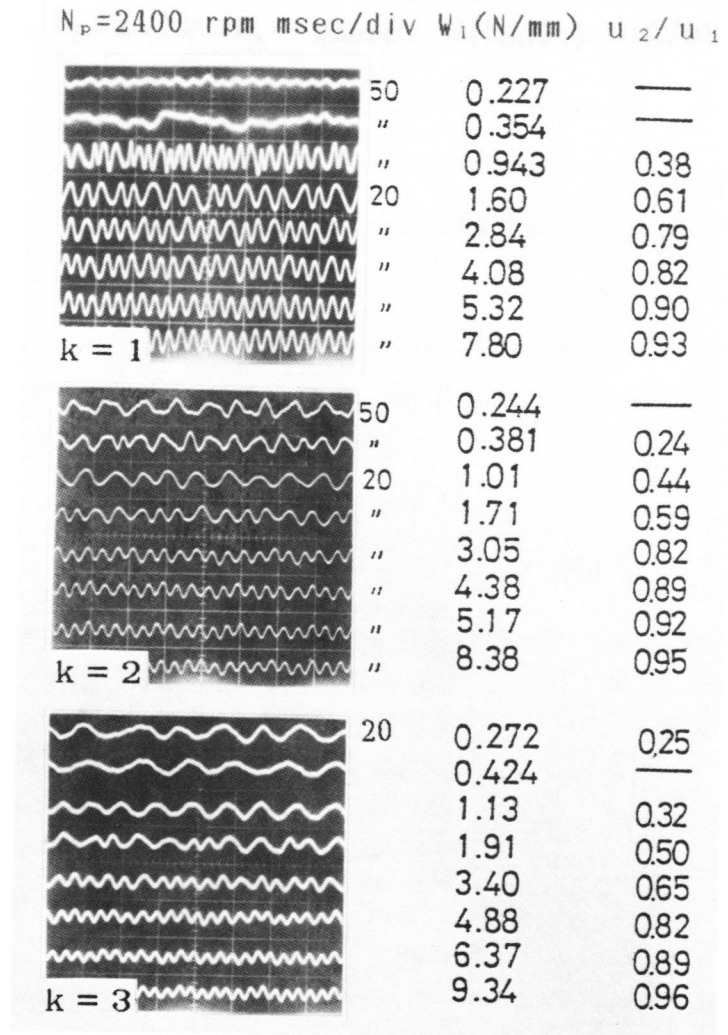 Nₚ=2400 rpm msec/div W₁(N/mm) u₂/u₁
50 0.227 —
〃 0.354 —
〃 0.943 0.38
20 1.60 0.61
〃 2.84 0.79
〃 4.08 0.82
〃 5.32 0.90
k = 1 〃 7.80 0.93
50 0.244 —
〃 0.381 0.24
20 1.01 0.44
〃 1.71 0.59
〃 3.05 0.82
〃 4.38 0.89
〃 5.17 0.92
k = 2 〃 8.38 0.95
20 0.272 0.25
0.424 —
1.13 0.32
1.91 0.50
3.40 0.65
4.88 0.82
6.37 0.89
k = 3 9.34 0.96